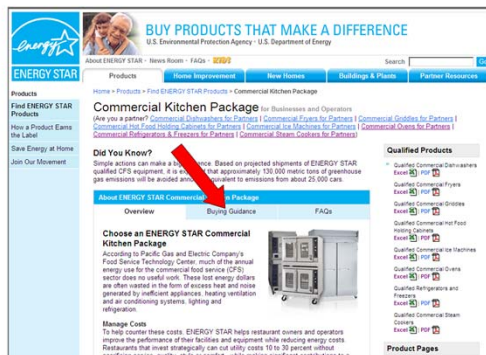 energy
ENERGY STAR
BUY PRODUCTS THAT MAKE A DIFFERENCE
U.S. Environmental Protection Agency · U.S. Department of Energy
About ENERGY STAR · News Room · FAQs · KIDS
Search
Products
Home Improvement
New Homes
Buildings & Plants
Partner Resources
Products
Find ENERGY STAR
Products
How a Product Earns
the Label
Save Energy at Home
Join Our Movement
Home > Products > Find ENERGY STAR Products > Commercial Kitchen Package
Commercial Kitchen Package for Businesses and Operators
(Are you a partner? Commercial Dishwashers for Partners | Commercial Fryers for Partners | Commercial Griddles for Partners |
Commercial Hot Food Holding Cabinets for Partners | Commercial Ice Machines for Partners | Commercial Ovens for Partners |
Commercial Refrigerators & Freezers for Partners | Commercial Steam Cookers for Partners)
Did You Know?
Simple actions can make a big Based on projected shipments of ENERGY STAR
qualified CFS equipment, it is that approximately 130,000 metric tons of greenhouse
gas emissions will be avoided equivalent to emissions from about 25,000 cars.
About ENERGY STAR Commercial Package
Overview
Buying Guidance
FAQs
Choose an ENERGY STAR Commercial
Kitchen Package
According to Pacific Gas and Electric Company's
Food Service Technology Center, much of the annual
energy use for the commercial food service (CFS)
sector does no useful work. These lost energy dollars
are often wasted in the form of excess heat and noise
generated by inefficient appliances, heating ventilation
and air conditioning systems, lighting and
refrigeration.
Manage Costs
To help counter these costs. ENERGY STAR helps restaurant owners and operators
improve the performance of their facilities and equipment while reducing energy costs.
Restaurants that invest strategically can cut utility costs 10 to 30 percent without
Qualified Products
Qualified Commercial Dishwashers
Excel | PDF
Qualified Commercial Fryers
Excel | PDF
Qualified Commercial Griddles
Excel | PDF
Qualified Commercial Hot Food
Holding Cabinets
Excel | PDF
Qualified Commercial Ice Machines
Excel | PDF
Qualified Commercial Ovens
Excel | PDF
Qualified Refrigerators and
Freezers
Excel | PDF
Qualified Commercial Steam
Cookers
Excel | PDF
Product Pages